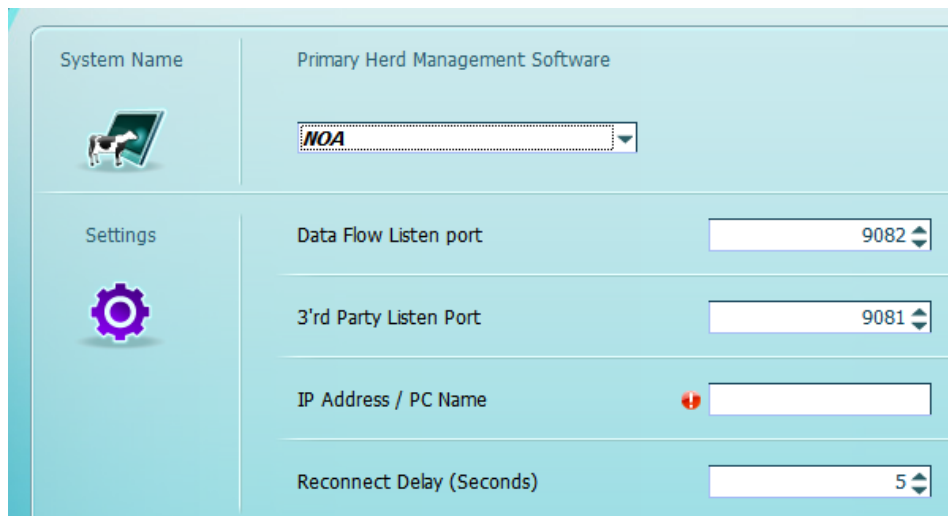 System Name
Primary Herd Management Software
NOA
Settings
Data Flow Listen port
9082
3'rd Party Listen Port
9081
IP Address / PC Name
Reconnect Delay (Seconds)
5